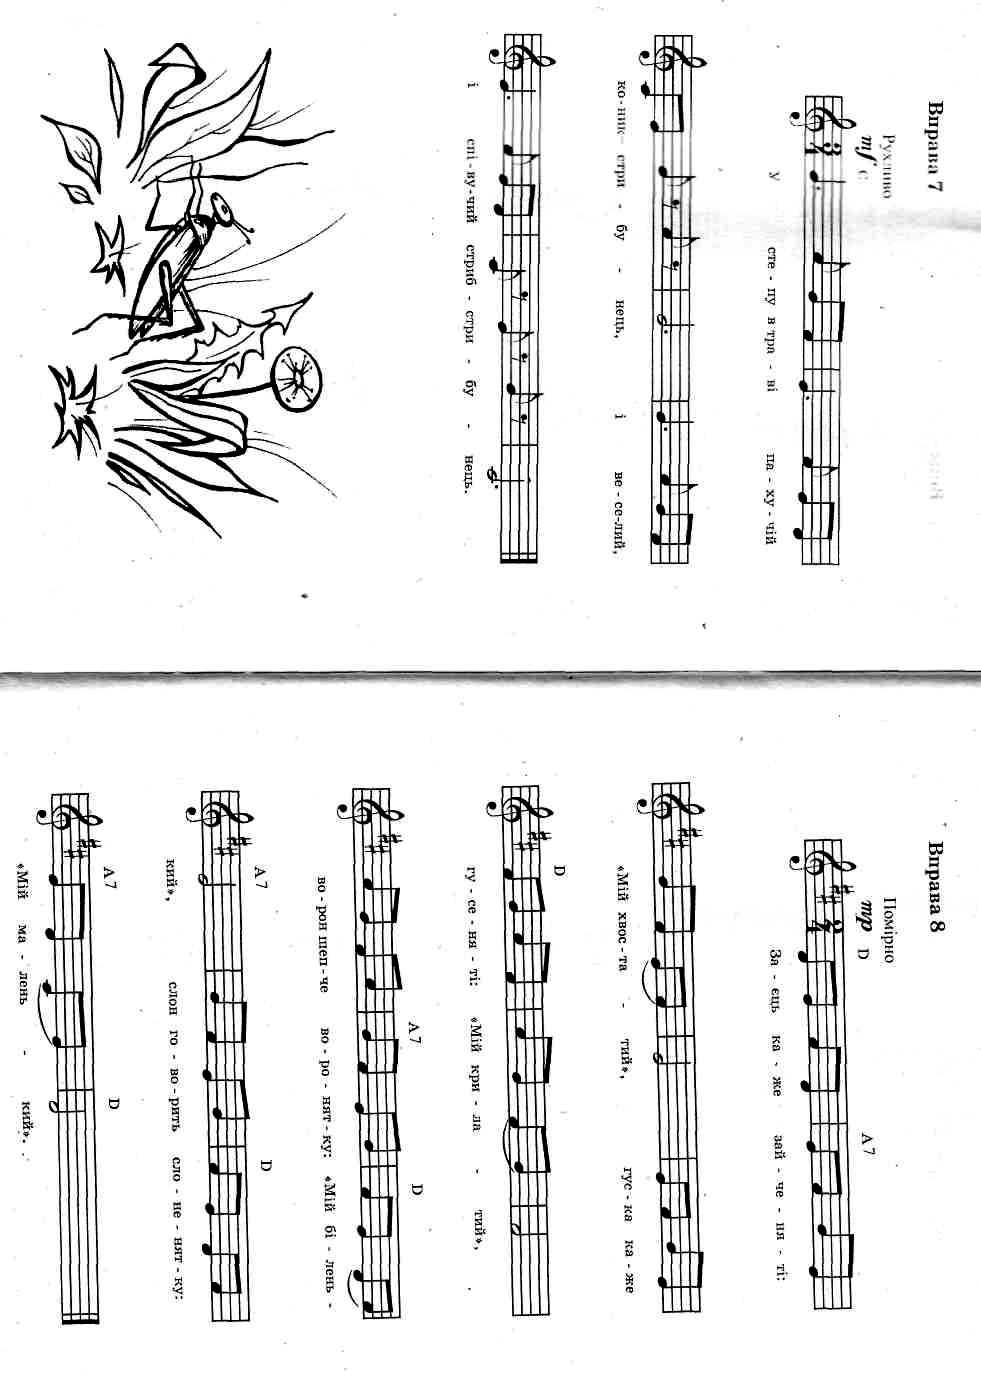 Вправа 7
Рухливо
mf C
У сте - пу в тра - ві па - ху - чій
ко - ник - стри - бу - нець, і ве - се-лий,
і спі - ву-чий стриб - стри - бу - нець.
Вправа 8
Помірно
mp D A7
За - єць ка - же зай - че - ня - ті:
«Мій хвос - та - тий», гус - ка ка - же
D
гу - се - ня - ті: «Мій кри - ла - тий»,
A7 D
во - рон шеп - че во - ро - нят - ку: «Мій бі - лень -
A7 D
кий», слон го - во - рить сло - не - нят - ку:
A7 D
«Мій ма - лень - кий».